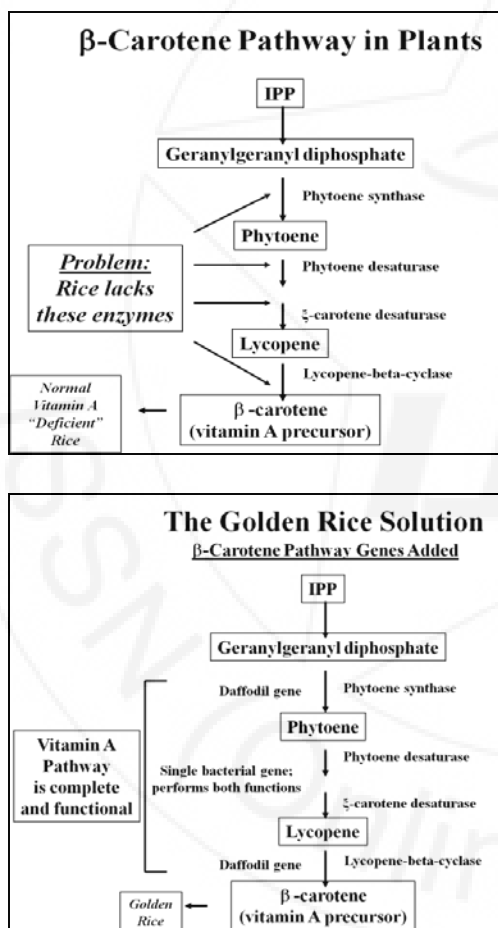 β-Carotene Pathway in Plants
IPP
Geranylgeranyl diphosphate
Phytoene synthase
Phytoene
Problem:
Rice lacks
these enzymes
Phytoene desaturase
ξ-carotene desaturase
Lycopene
Lycopene-beta-cyclase
Normal
Vitamin A
“Deficient”
Rice
β-carotene
(vitamin A precursor)
The Golden Rice Solution
β-Carotene Pathway Genes Added
IPP
Geranylgeranyl diphosphate
Daffodil gene
Phytoene synthase
Phytoene
Vitamin A
Pathway
is complete
and functional
Single bacterial gene;
performs both functions
Phytoene desaturase
ξ-carotene desaturase
Lycopene
Daffodil gene
Lycopene-beta-cyclase
Golden
Rice
β-carotene
(vitamin A precursor)